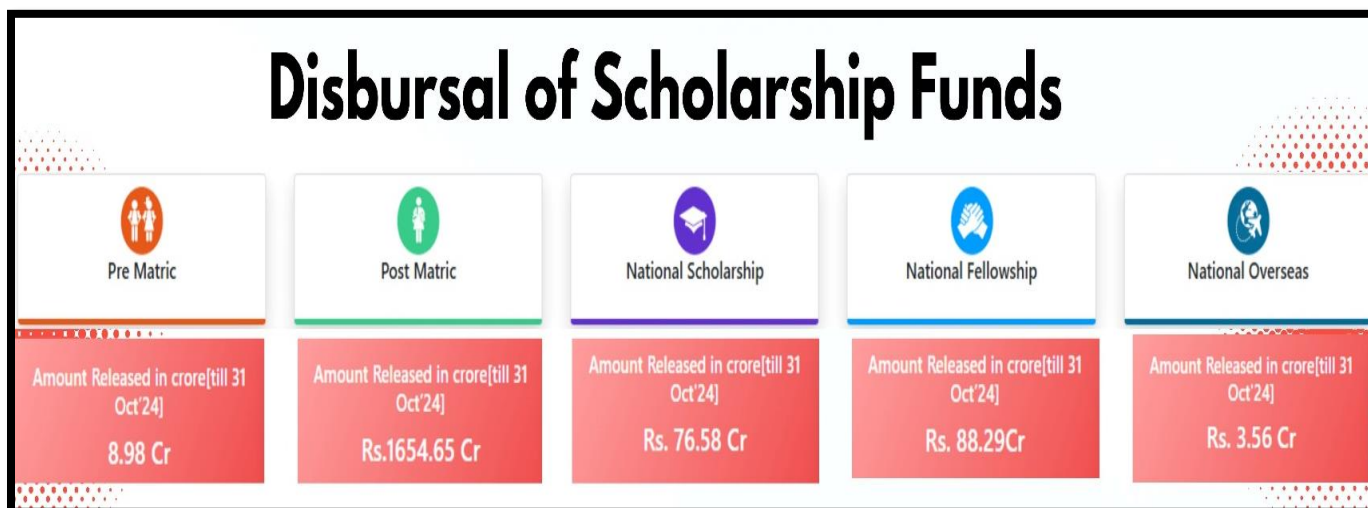 Disbursal of Scholarship Funds
Pre Matric
Post Matric
National Scholarship
National Fellowship
National Overseas
Amount Released in crore[till 31
Oct'24]
8.98 Cr
Amount Released in crore[till 31
Oct'24]
Rs.1654.65 Cr
Amount Released in crore[till 31
Oct'24]
Rs. 76.58 Cr
Amount Released in crore[till 31
Oct'24]
Rs. 88.29Cr
Amount Released in crore[till 31
Oct'24]
Rs. 3.56 Cr